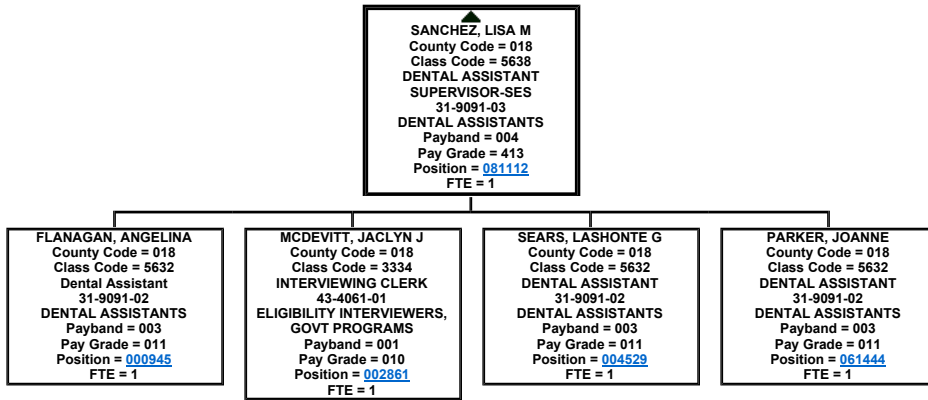 SANCHEZ, LISA M
County Code = 018
Class Code = 5638
DENTAL ASSISTANT
SUPERVISOR-SES
31-9091-03
DENTAL ASSISTANTS
Payband = 004
Pay Grade = 413
Position = 081112
FTE = 1
FLANAGAN, ANGELINA
County Code = 018
Class Code = 5632
Dental Assistant
31-9091-02
DENTAL ASSISTANTS
Payband = 003
Pay Grade = 011
Position = 000945
FTE = 1
MCDEVITT, JACLYN J
County Code = 018
Class Code = 3334
INTERVIEWING CLERK
43-4061-01
ELIGIBILITY INTERVIEWERS,
GOVT PROGRAMS
Payband = 001
Pay Grade = 010
Position = 002861
FTE = 1
SEARS, LASHONTE G
County Code = 018
Class Code = 5632
DENTAL ASSISTANT
31-9091-02
DENTAL ASSISTANTS
Payband = 003
Pay Grade = 011
Position = 004529
FTE = 1
PARKER, JOANNE
County Code = 018
Class Code = 5632
DENTAL ASSISTANT
31-9091-02
DENTAL ASSISTANTS
Payband = 003
Pay Grade = 011
Position = 061444
FTE = 1